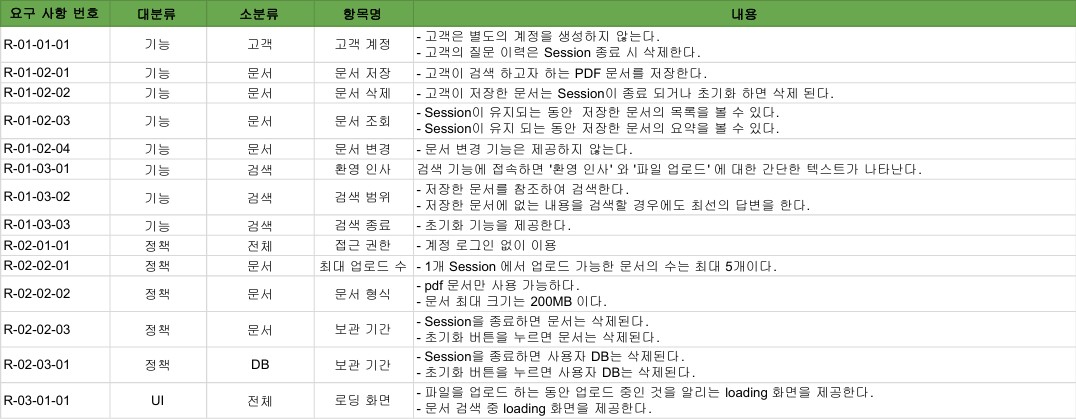 요구 사항 번호 대분류 소분류 항목명 내용
R-01-01-01 기능 고객 고객 계정 - 고객은 별도의 계정을 생성하지 않는다.
- 고객의 질문 이력은 Session 종료 시 삭제한다.
R-01-02-01 기능 문서 문서 저장 - 고객이 검색 하고자 하는 PDF 문서를 저장한다.
R-01-02-02 기능 문서 문서 삭제 - 고객이 저장한 문서는 Session이 종료 되거나 초기화 하면 삭제 된다.
R-01-02-03 기능 문서 문서 조회 - Session이 유지되는 동안 저장한 문서의 목록을 볼 수 있다.
- Session이 유지 되는 동안 저장한 문서의 요약을 볼 수 있다.
R-01-02-04 기능 문서 문서 변경 - 문서 변경 기능은 제공하지 않는다.
R-01-03-01 기능 검색 환영 인사 검색 기능에 접속하면 '환영 인사' 와 '파일 업로드' 에 대한 간단한 텍스트가 나타난다.
R-01-03-02 기능 검색 검색 범위 - 저장한 문서를 참조하여 검색한다.
- 저장한 문서에 없는 내용을 검색할 경우에도 최선의 답변을 한다.
R-01-03-03 기능 검색 검색 종료 - 초기화 기능을 제공한다.
R-02-01-01 정책 전체 접근 권한 - 계정 로그인 없이 이용
R-02-02-01 정책 문서 최대 업로드 수 - 1개 Session 에서 업로드 가능한 문서의 수는 최대 5개이다.
R-02-02-02 정책 문서 문서 형식 - pdf 문서만 사용 가능하다.
- 문서 최대 크기는 200MB 이다.
R-02-02-03 정책 문서 보관 기간 - Session을 종료하면 문서는 삭제된다.
- 초기화 버튼을 누르면 문서는 삭제된다.
R-02-03-01 정책 DB 보관 기간 - Session을 종료하면 사용자 DB는 삭제된다.
- 초기화 버튼을 누르면 사용자 DB는 삭제된다.
R-03-01-01 UI 전체 로딩 화면 - 파일을 업로드 하는 동안 업로드 중인 것을 알리는 loading 화면을 제공한다.
- 문서 검색 중 loading 화면을 제공한다.